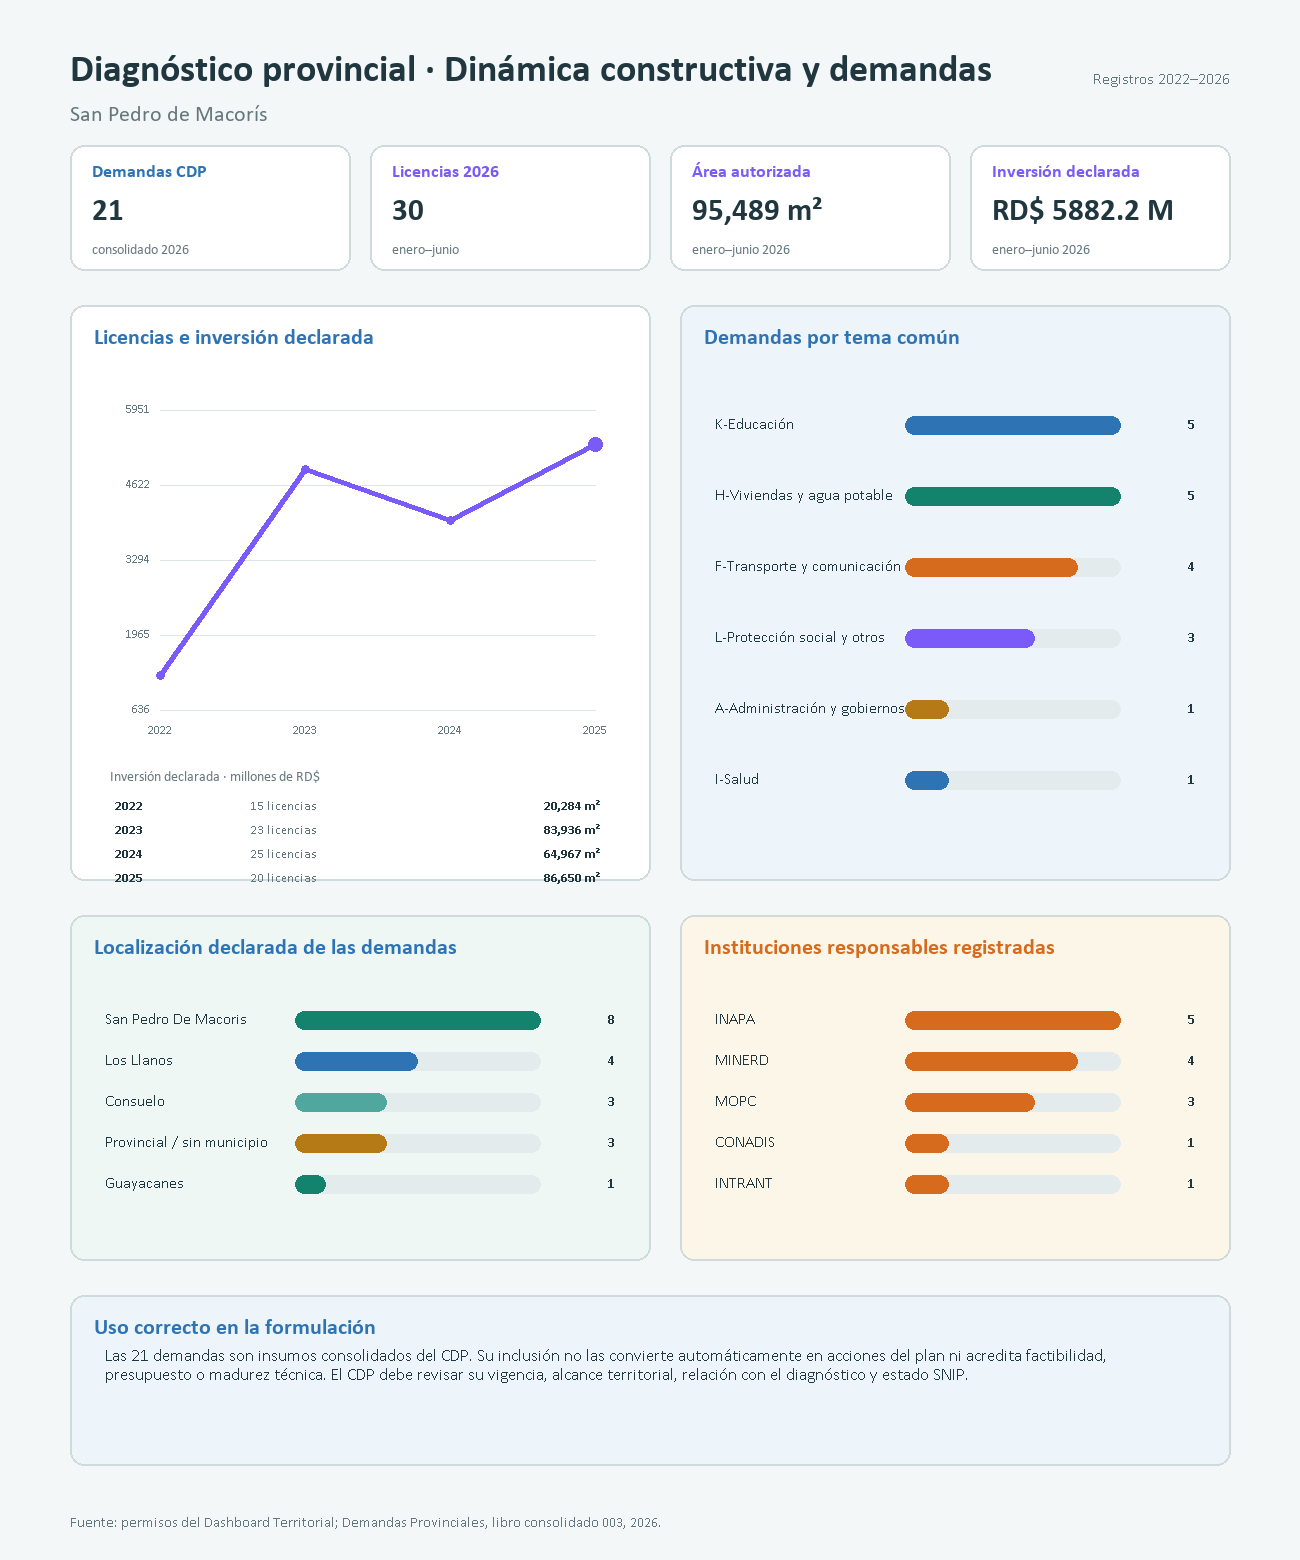 Diagnóstico provincial · Dinámica constructiva y demandas
Registros 2022–2026
San Pedro de Macorís
Demandas CDP
21
consolidado 2026
Licencias 2026
30
enero–junio
Área autorizada
95,489 m²
enero–junio 2026
Inversión declarada
RD$ 5882.2 M
enero–junio 2026
Licencias e inversión declarada
5951
4622
3294
1965
636
2022 2023 2024 2025
Inversión declarada · millones de RD$
2022 15 licencias 20,284 m²
2023 23 licencias 83,936 m²
2024 25 licencias 64,967 m²
2025 20 licencias 86,650 m²
Demandas por tema común
K-Educación 5
H-Viviendas y agua potable 5
F-Transporte y comunicación 4
L-Protección social y otros 3
A-Administración y gobiernos 1
I-Salud 1
Localización declarada de las demandas
San Pedro De Macoris 8
Los Llanos 4
Consuelo 3
Provincial / sin municipio 3
Guayacanes 1
Instituciones responsables registradas
INAPA 5
MINERD 4
MOPC 3
CONADIS 1
INTRANT 1
Uso correcto en la formulación
Las 21 demandas son insumos consolidados del CDP. Su inclusión no las convierte automáticamente en acciones del plan ni acredita factibilidad,
presupuesto o madurez técnica. El CDP debe revisar su vigencia, alcance territorial, relación con el diagnóstico y estado SNIP.
Fuente: permisos del Dashboard Territorial; Demandas Provinciales, libro consolidado 003, 2026.